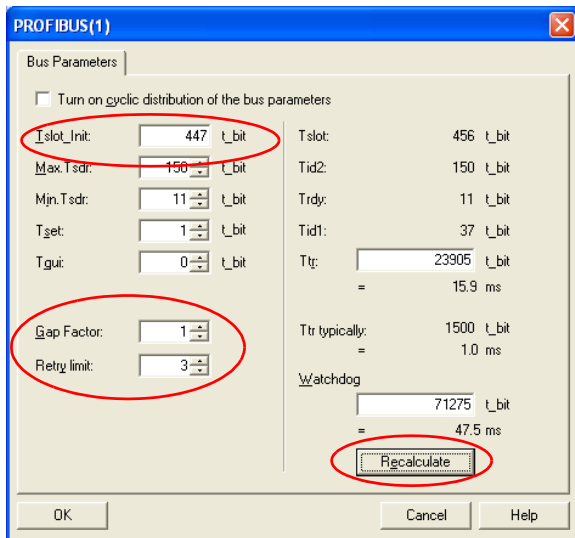 PROFIBUS(1)
Bus Parameters
Turn on cyclic distribution of the bus parameters
Tslot_Init: 447 t_bit
Max.Tsdr: 150 t_bit
Min.Tsdr: 11 t_bit
Tset: 1 t_bit
Tqui: 0 t_bit
Gap Factor: 1
Retry limit: 3
Tslot: 456 t_bit
Tid2: 150 t_bit
Trdy: 11 t_bit
Tid1: 37 t_bit
Ttr: 23905 t_bit
= 15.9 ms
Ttr typically: 1500 t_bit
= 1.0 ms
Watchdog
71275 t_bit
= 47.5 ms
Recalculate
OK Cancel Help